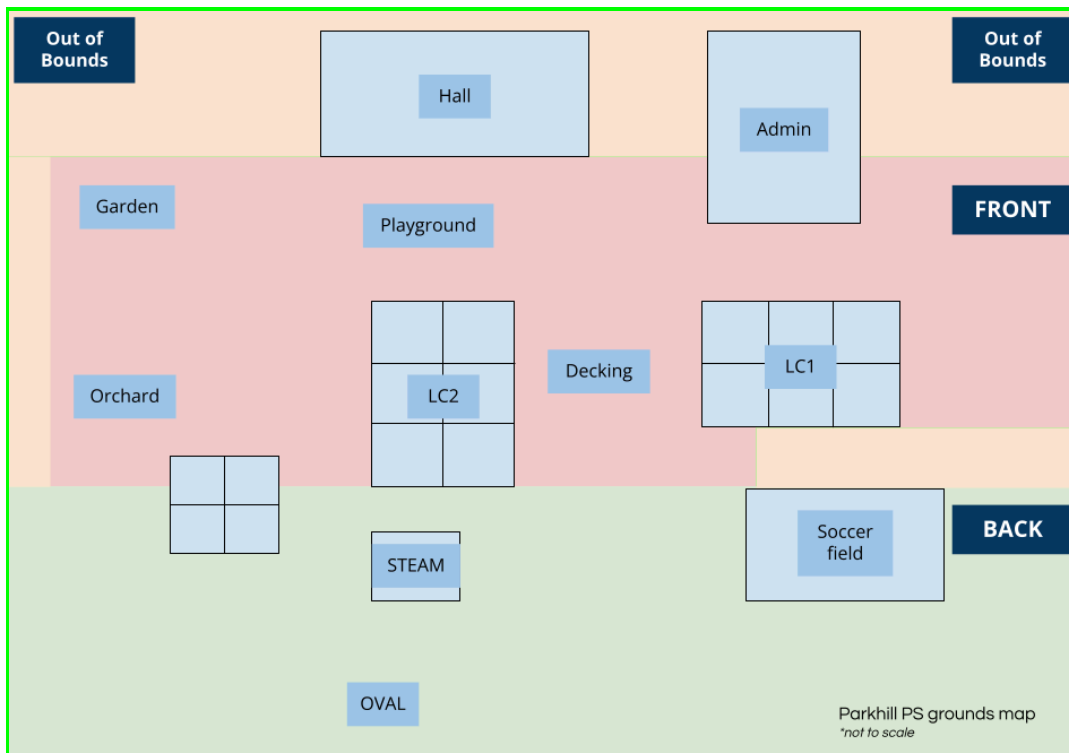 Out of
Bounds
Out of
Bounds
Hall
Admin
Garden
Playground
FRONT
Decking
LC1
Orchard
LC2
STEAM
Soccer
field
BACK
OVAL
Parkhill PS grounds map
*not to scale